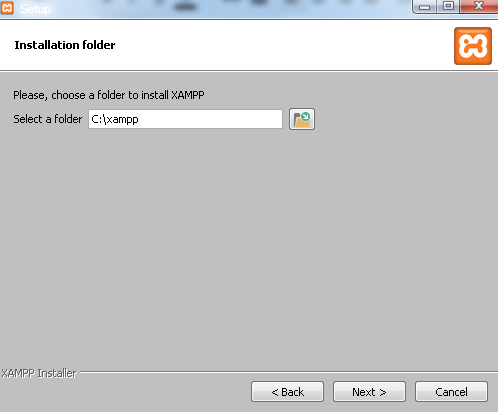 Setup
Installation folder
Please, choose a folder to install XAMPP
Select a folder C:\xampp
XAMPP Installer
< Back Next > Cancel